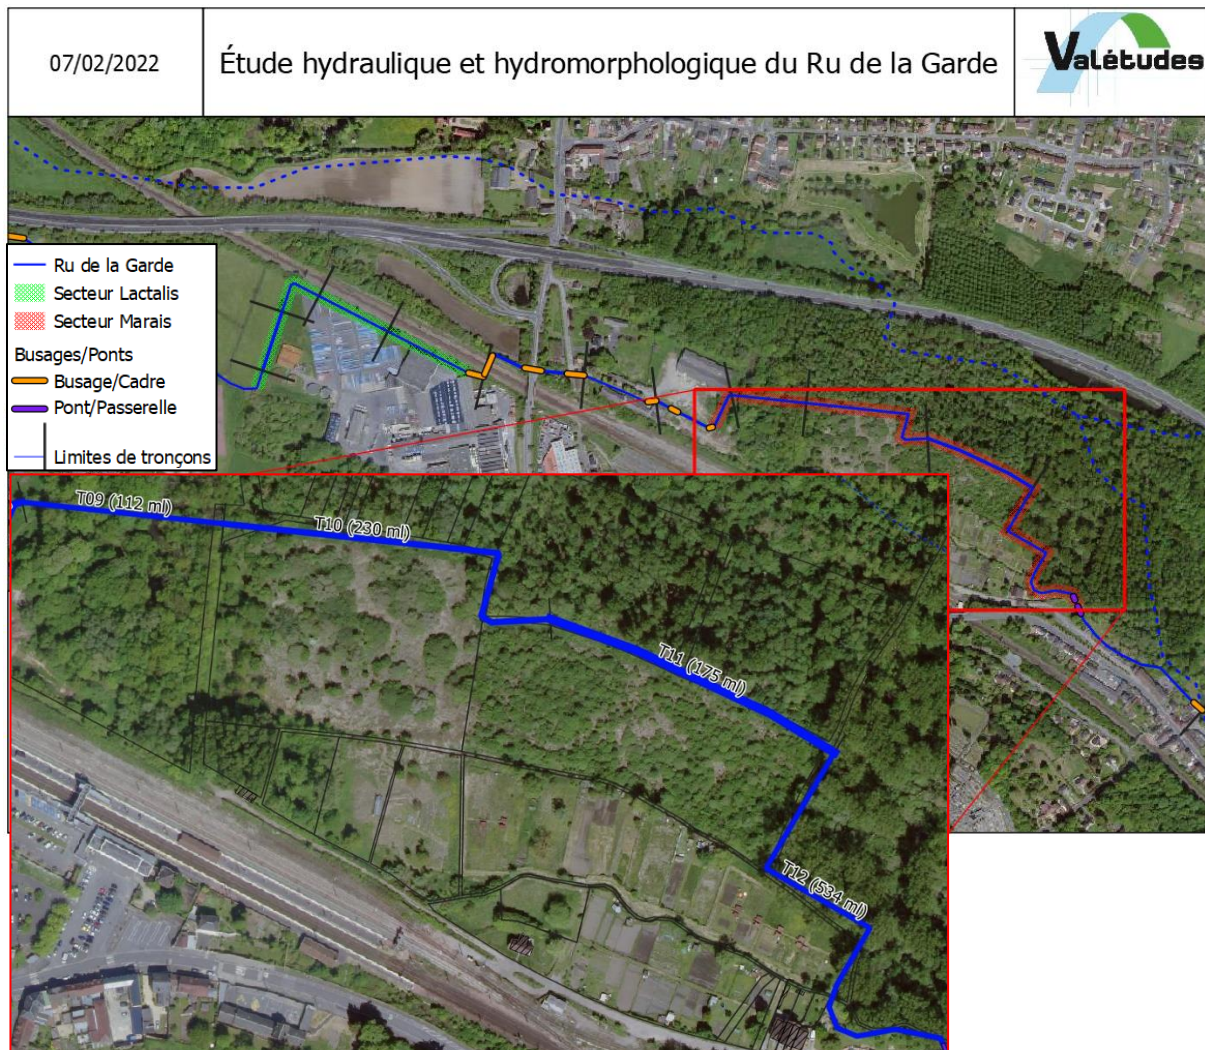 07/02/2022
Étude hydraulique et hydromorphologique du Ru de la Garde
Valétudes
Ru de la Garde
Secteur Lactalis
Secteur Marais
Busages/Ponts
Busage/Cadre
Pont/Passerelle
Limites de tronçons
T09 (112 ml)
T10 (230 ml)
T11 (175 ml)
T12 (534 ml)